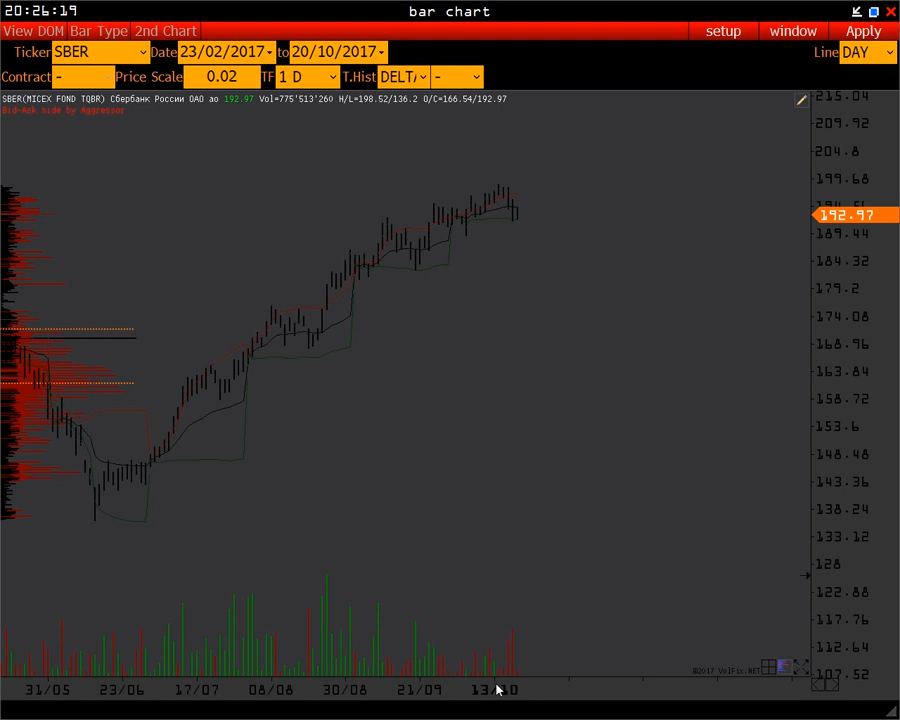 20:26:19 bar chart
View DOM Bar Type 2nd Chart setup window Apply
Ticker SBER Date 23/02/2017 to 20/10/2017 Line DAY
Contract - Price Scale 0.02 TF 1 D T.Hist DELT -
SBER(MICEX FOND TQBR) Сбербанк России ОАО ао 192.97 Vol=775'513'260 H/L=198.52/136.2 O/C=166.54/192.97
Bid-Ask side by Aggressor
215.04
209.92
204.8
199.68
192.97
189.44
184.32
179.2
174.08
168.96
163.84
158.72
153.6
148.48
143.36
138.24
133.12
128
122.88
117.76
112.64
107.52
©2017 VolFix.NET
31/05 23/06 17/07 08/08 30/08 21/09 13/10